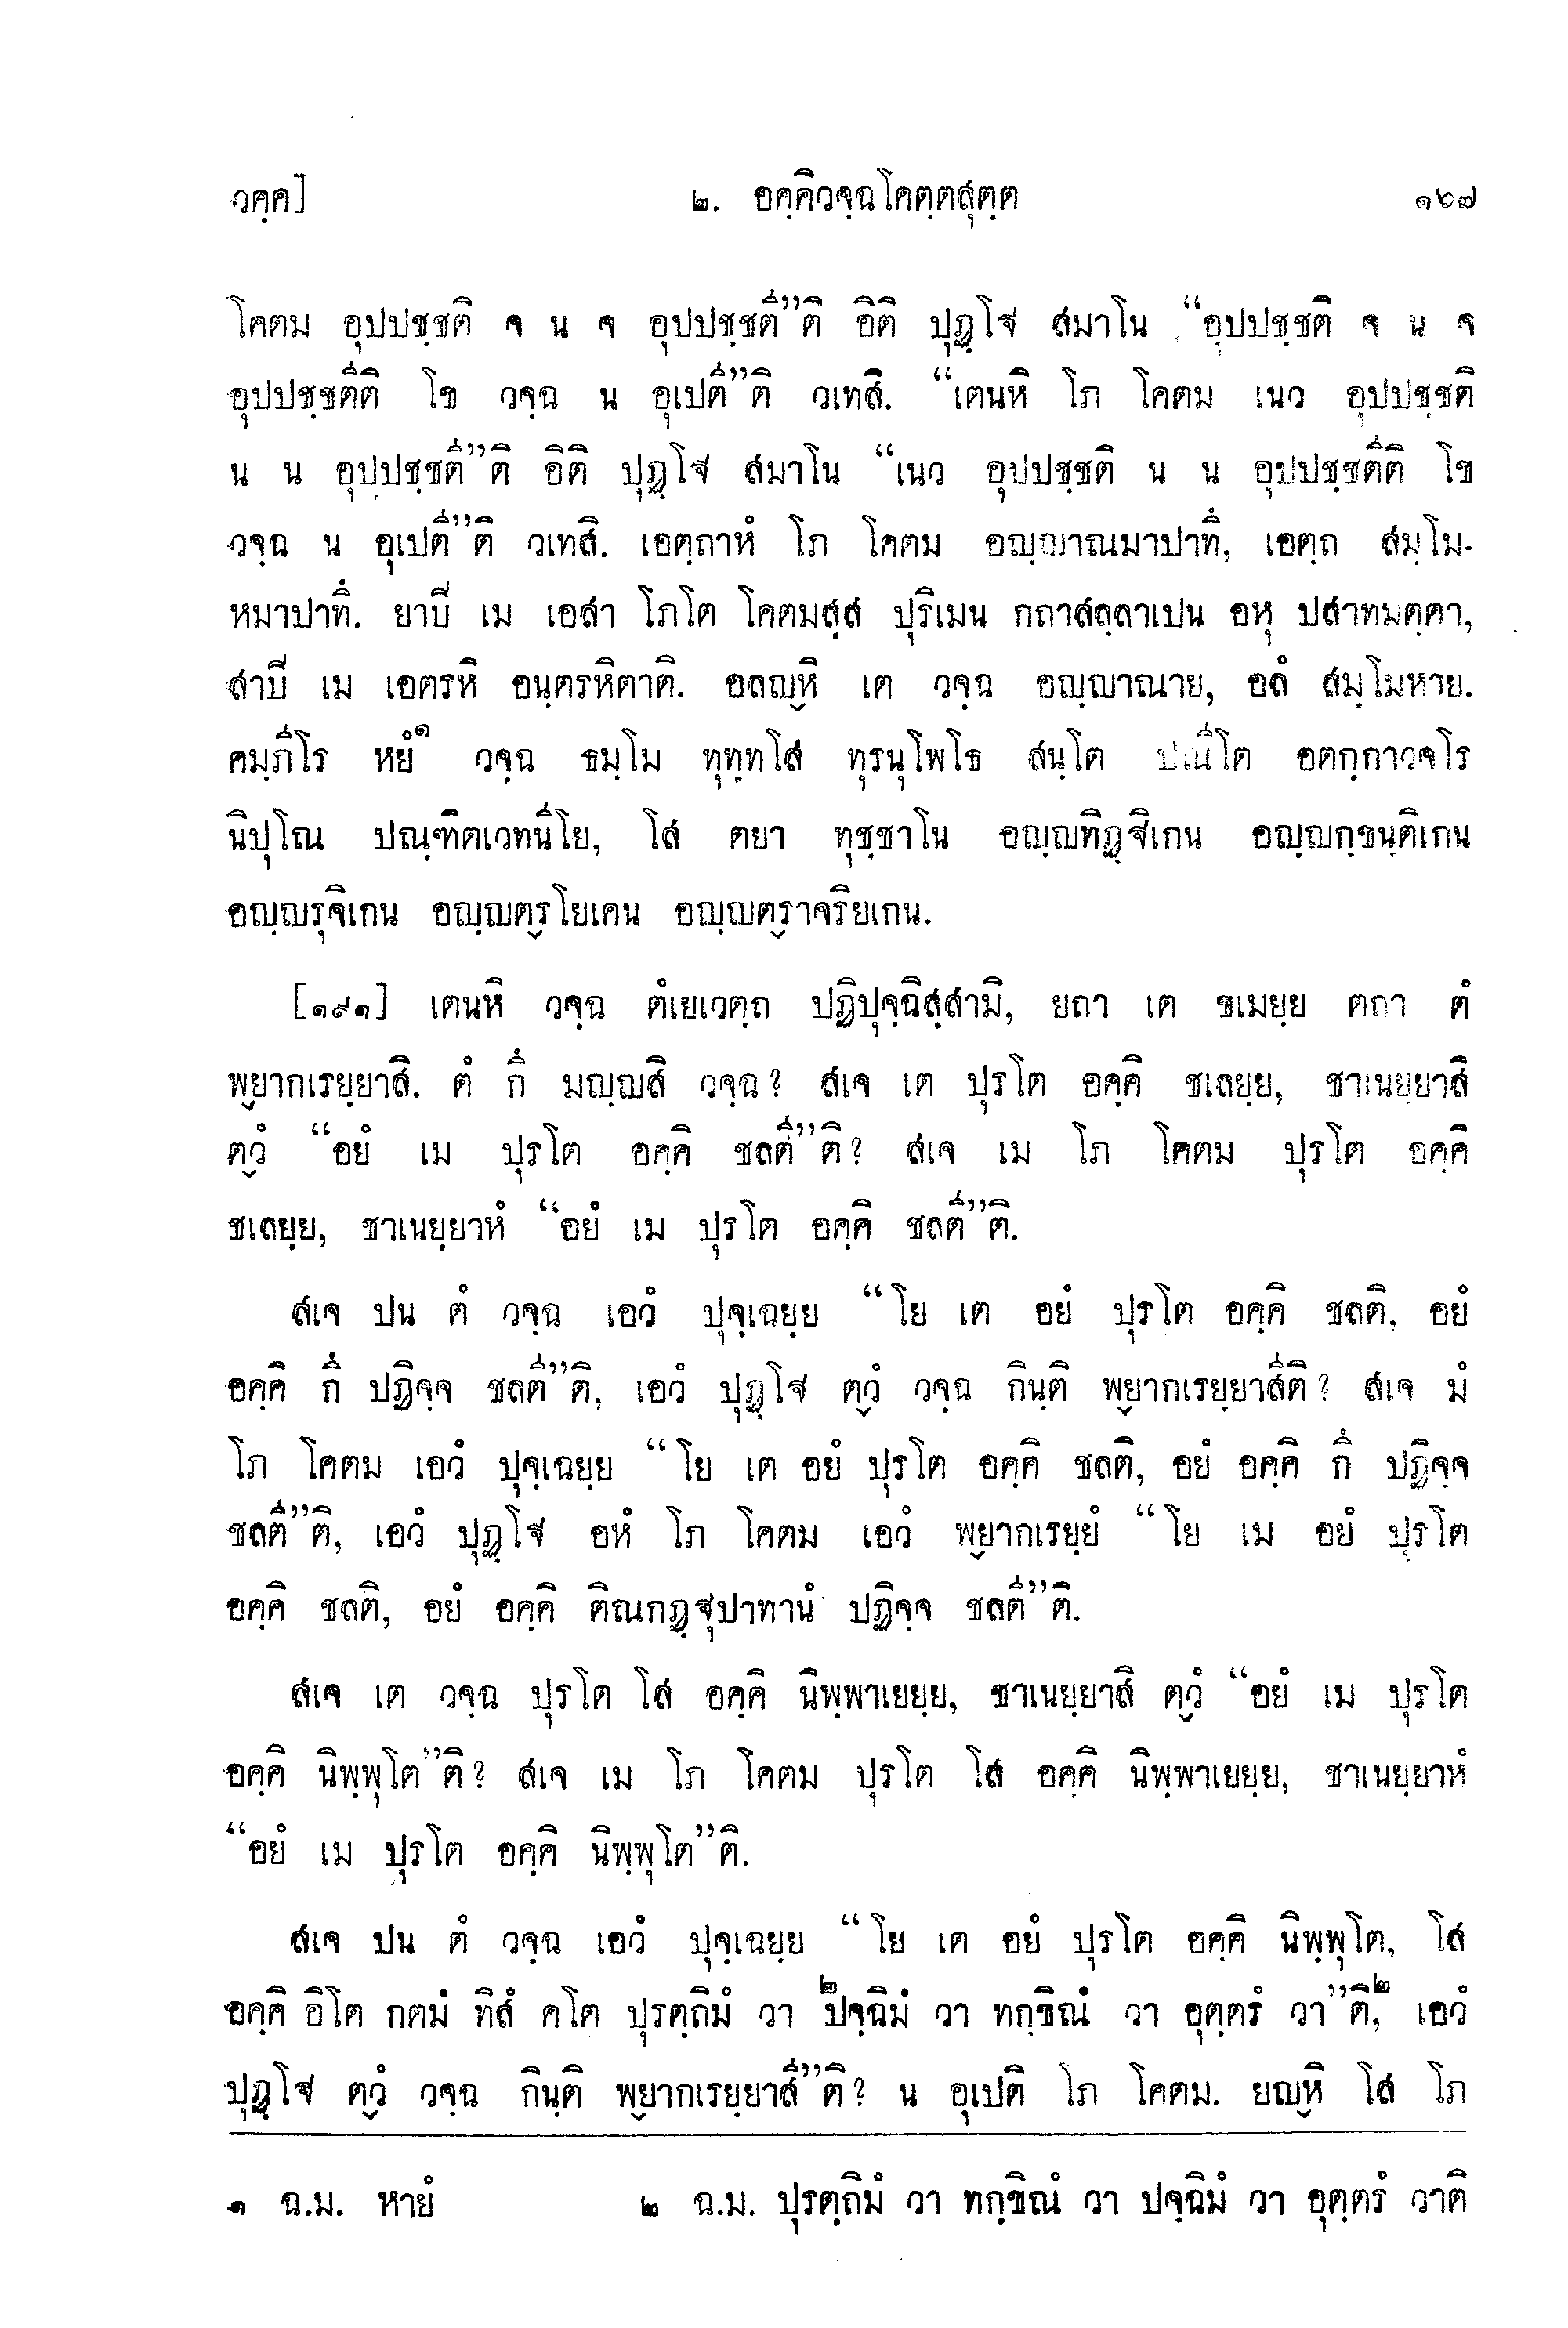 วคฺค] ๒. อคฺคิวจฺฉโคตฺตสุตฺต ๑๖๗
โคตม อุปปชฺชติ จ น จ อุปปชฺชตี”ติ อิติ ปุฏฺโฐ สมาโน “อุปปชฺชติ จ น จ
อุปปชฺชตีติ โข วจฺฉ น อุเปตี”ติ วเทสิ. “เตนหิ โภ โคตม เนว อุปปชฺชติ
น น อุปปชฺชตี”ติ อิติ ปุฏฺโฐ สมาโน “เนว อุปปชฺชติ น น อุปปชฺชตีติ โข
วจฺฉ น อุเปตี”ติ วเทสิ. เอตฺถาหํ โภ โคตม อญฺญาณมาปาทึ, เอตฺถ สมฺโม-
หมาปาทึ. ยาปิ เม เอสา โภโต โคตมสฺส ปุริเมน กถาสลฺลาเปน อหุ ปสาทมตฺตา,
สาปิ เม เอตรหิ อนฺตรหิตาติ. อลญฺหิ เต วจฺฉ อญฺญาณาย, อลํ สมฺโมหาย.
คมฺภีโร หยํ๑ วจฺฉ ธมฺโม ทุทฺทโส ทุรนุโพโธ สนฺโต ปณีโต อตกฺกาวจโร
นิปุโณ ปณฺฑิตเวทนีโย, โส ตยา ทุชฺชาโน อญฺญทิฏฺฐิเกน อญฺญกฺขนฺติเกน
อญฺญรุจิเกน อญฺญตฺรโยเคน อญฺญตฺราจริยเกน.
[๑๙๑] เตนหิ วจฺฉ ตํเยเวตฺถ ปฏิปุจฺฉิสฺสามิ, ยถา เต ขเมยฺย ตถา ตํ
พฺยากเรยฺยาสิ. ตํ กึ มญฺญสิ วจฺฉ? สเจ เต ปุรโต อคฺคิ ชเลยฺย, ชาเนยฺยาสิ
ตฺวํ “อยํ เม ปุรโต อคฺคิ ชลตี”ติ? สเจ เม โภ โคตม ปุรโต อคฺคิ
ชเลยฺย, ชาเนยฺยาหํ “อยํ เม ปุรโต อคฺคิ ชลตี”ติ.
สเจ ปน ตํ วจฺฉ เอวํ ปุจฺเฉยฺย “โย เต อยํ ปุรโต อคฺคิ ชลติ, อยํ
อคฺคิ กึ ปฏิจฺจ ชลตี”ติ, เอวํ ปุฏฺโฐ ตฺวํ วจฺฉ กินฺติ พฺยากเรยฺยาสีติ? สเจ มํ
โภ โคตม เอวํ ปุจฺเฉยฺย “โย เต อยํ ปุรโต อคฺคิ ชลติ, อยํ อคฺคิ กึ ปฏิจฺจ
ชลตี”ติ, เอวํ ปุฏฺโฐ อหํ โภ โคตม เอวํ พฺยากเรยฺยํ “โย เม อยํ ปุรโต
อคฺคิ ชลติ, อยํ อคฺคิ ติณกฏฺฐุปาทานํ ปฏิจฺจ ชลตี”ติ.
สเจ เต วจฺฉ ปุรโต โส อคฺคิ นิพฺพาเยยฺย, ชาเนยฺยาสิ ตฺวํ “อยํ เม ปุรโต
อคฺคิ นิพฺพุโต”ติ? สเจ เม โภ โคตม ปุรโต โส อคฺคิ นิพฺพาเยยฺย, ชาเนยฺยาหํ
“อยํ เม ปุรโต อคฺคิ นิพฺพุโต”ติ.
สเจ ปน ตํ วจฺฉ เอวํ ปุจฺเฉยฺย “โย เต อยํ ปุรโต อคฺคิ นิพฺพุโต, โส
อคฺคิ อิโต กตมํ ทิสํ คโต ปุรตฺถิมํ วา ๒ปจฺฉิมํ วา ทกฺขิณํ วา อุตฺตรํ วา”ติ,๒ เอวํ
ปุฏฺโฐ ตฺวํ วจฺฉ กินฺติ พฺยากเรยฺยาสี”ติ? น อุเปติ โภ โคตม. ยญฺหิ โส โภ
๑ ฉ.ม. หายํ ๒ ฉ.ม. ปุรตฺถิมํ วา ทกฺขิณํ วา ปจฺฉิมํ วา อุตฺตรํ วาติ